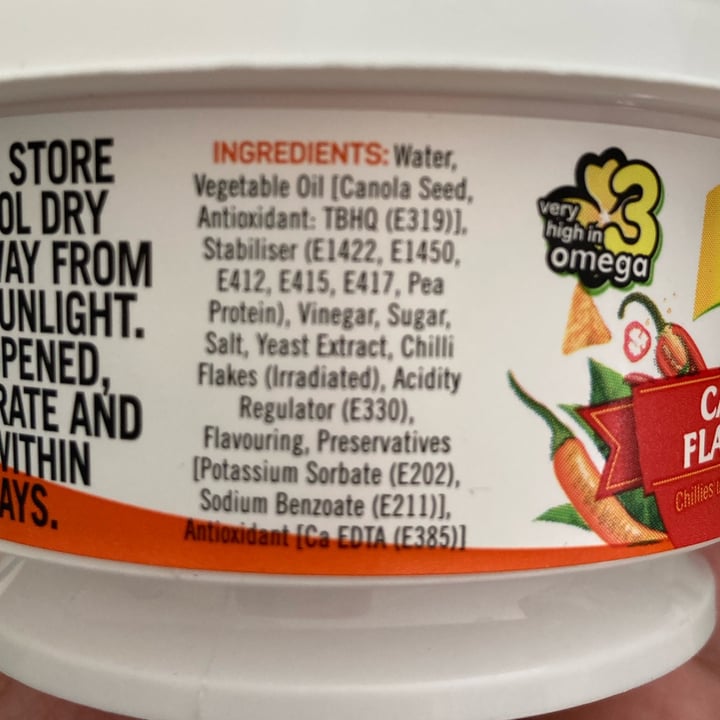 STORE
OL DRY
WAY FROM
UNLIGHT.
PENED,
RATE AND
WITHIN
AYS.
INGREDIENTS: Water,
Vegetable Oil [Canola Seed,
Antioxidant: TBHQ (E319)],
Stabiliser (E1422, E1450,
E412, E415, E417, Pea
Protein), Vinegar, Sugar,
Salt, Yeast Extract, Chilli
Flakes (Irradiated), Acidity
Regulator (E330),
Flavouring, Preservatives
[Potassium Sorbate (E202),
Sodium Benzoate (E211)],
Antioxidant [Ca EDTA (E385)]
very
high in
omega
3
CA
FLA
Chillies